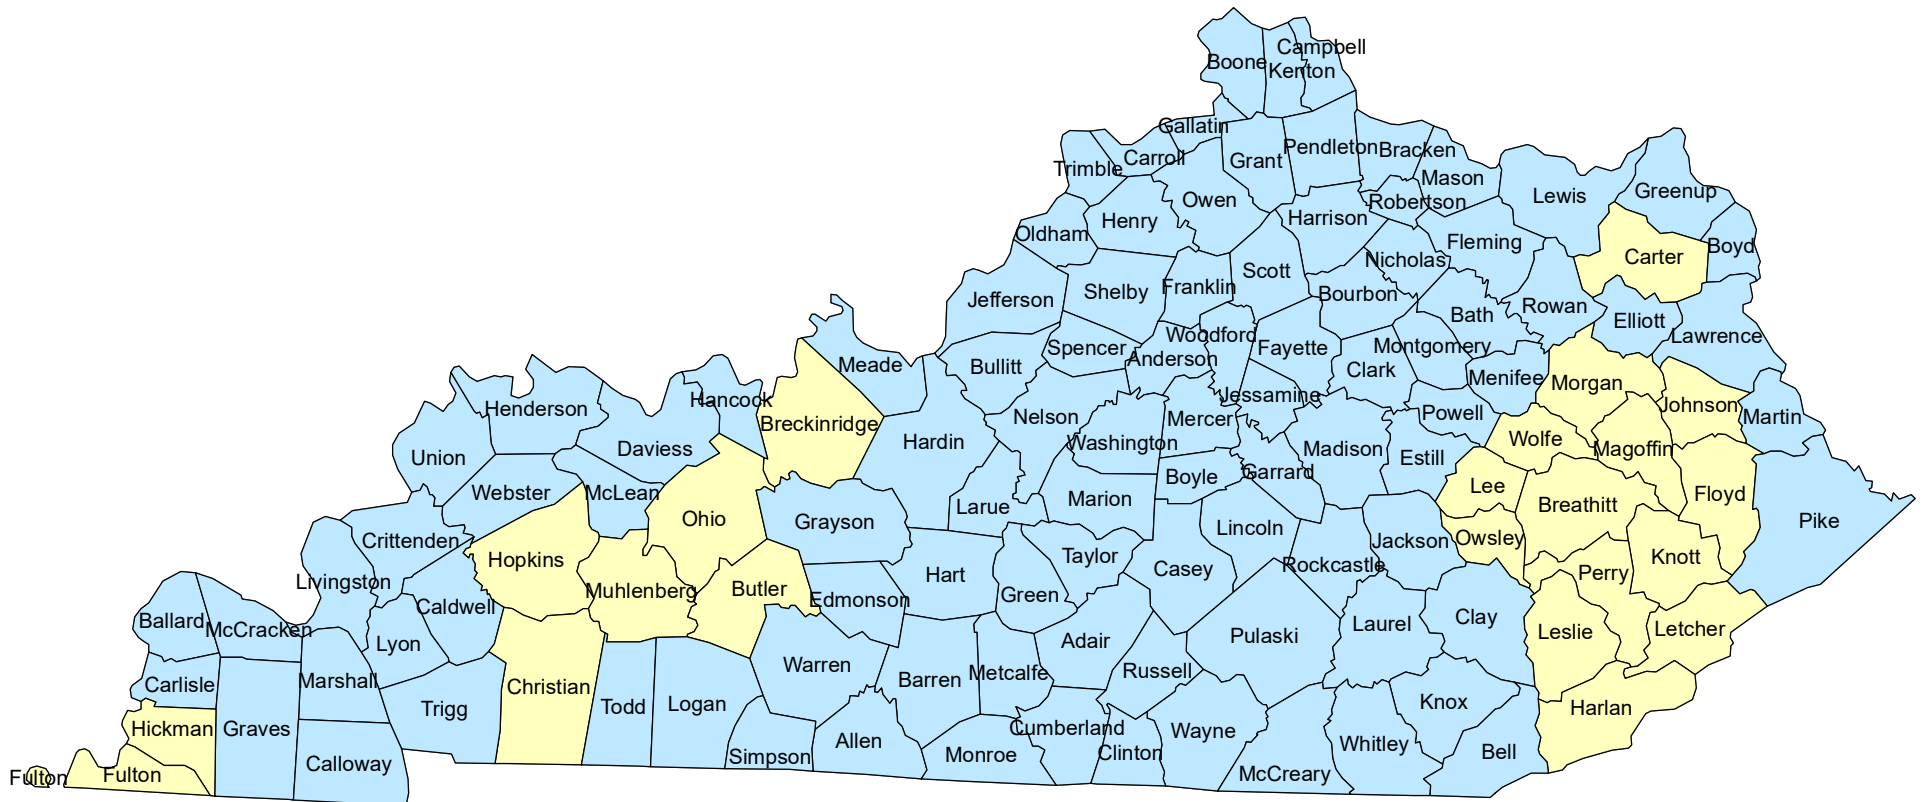 Campbell
Boone
Kenton
Gallatin
Carroll
Grant
Pendleton
Bracken
Trimble
Mason
Lewis
Greenup
Owen
Robertson
Henry
Harrison
Oldham
Fleming
Boyd
Carter
Nicholas
Scott
Franklin
Shelby
Jefferson
Bourbon
Rowan
Bath
Elliott
Woodford
Lawrence
Spencer
Fayette
Montgomery
Anderson
Meade
Bullitt
Clark
Menifee
Morgan
Jessamine
Hancock
Henderson
Johnson
Powell
Martin
Nelson
Mercer
Breckinridge
Hardin
Washington
Wolfe
Daviess
Madison
Magoffin
Union
Estill
Garrard
Boyle
Lee
Webster
McLean
Floyd
Marion
Larue
Breathitt
Ohio
Grayson
Pike
Lincoln
Owsley
Crittenden
Jackson
Taylor
Knott
Hopkins
Rockcastle
Casey
Perry
Hart
Livingston
Muhlenberg
Butler
Green
Edmonson
Caldwell
Clay
Ballard
Laurel
McCracken
Letcher
Leslie
Pulaski
Adair
Lyon
Warren
Russell
Metcalfe
Barren
Marshall
Carlisle
Christian
Knox
Logan
Todd
Harlan
Trigg
Hickman
Graves
Cumberland
Wayne
Allen
Whitley
Bell
Clinton
Monroe
Simpson
Calloway
McCreary
Fulton
Fulton